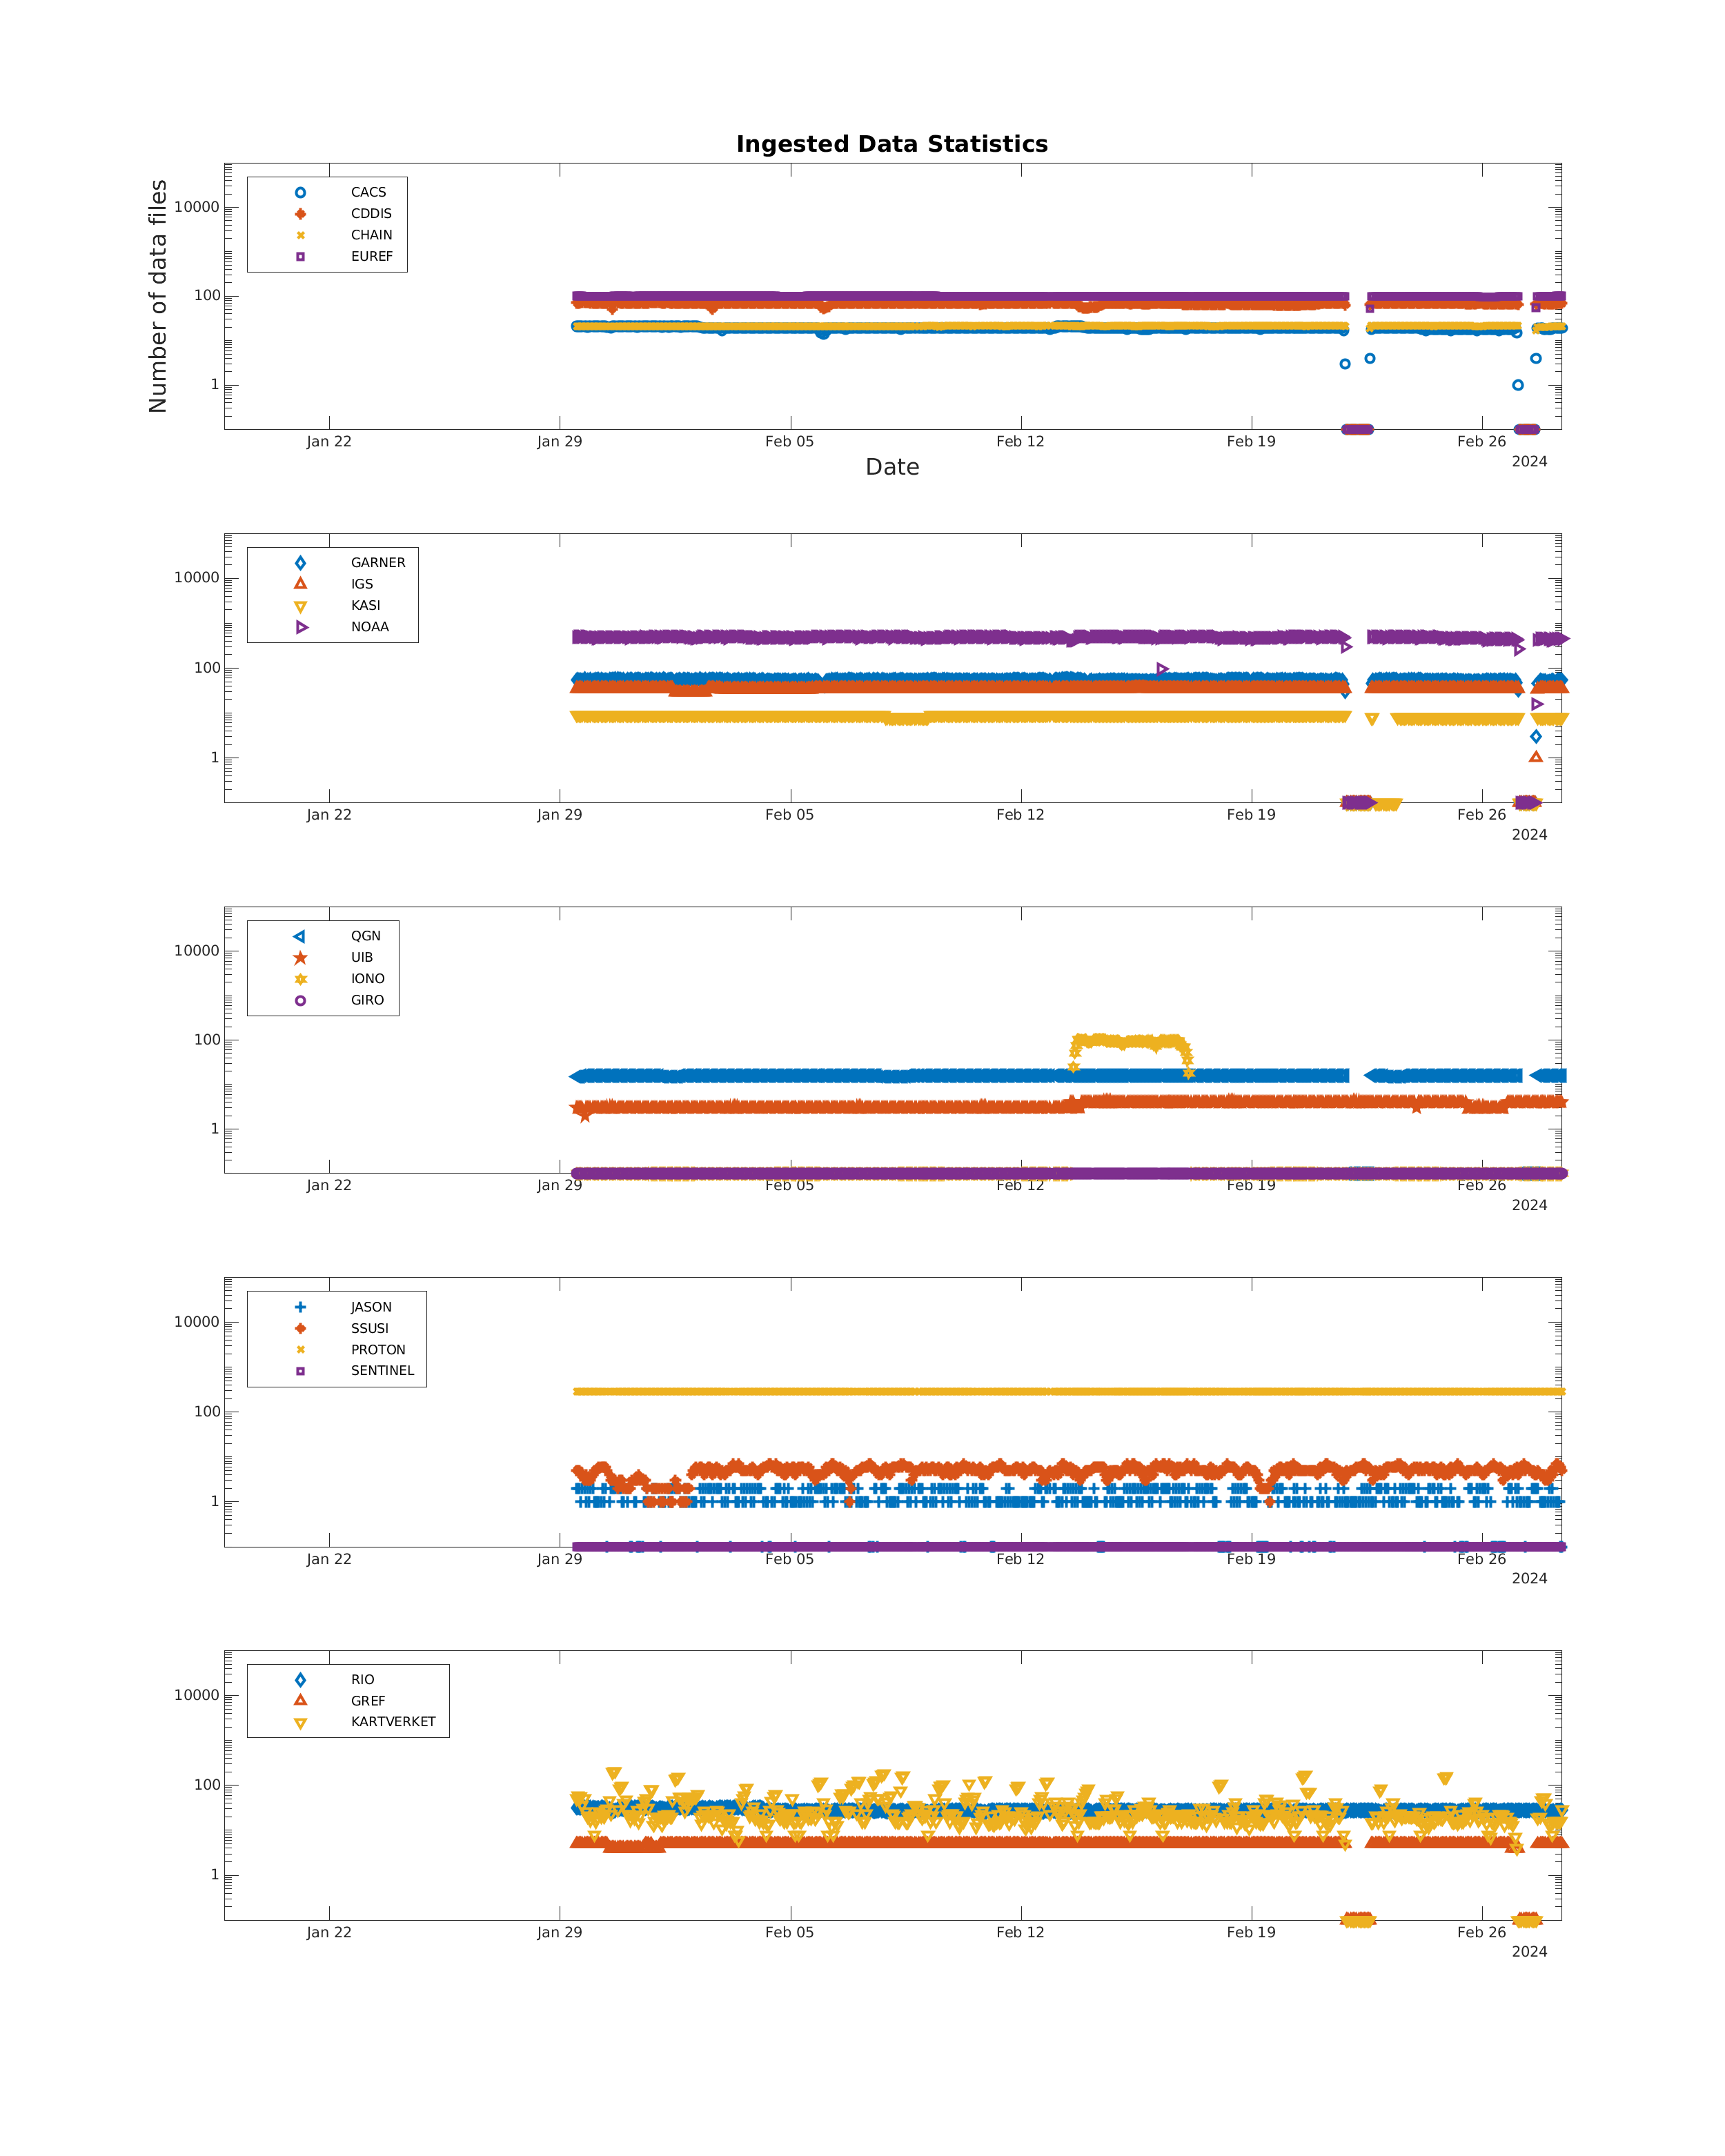 Ingested Data Statistics
Number of data files
10000
100
1
CACS
CDDIS
CHAIN
EUREF
Jan 22 Jan 29 Feb 05 Feb 12 Feb 19 Feb 26
2024
Date
10000
100
1
GARNER
IGS
KASI
NOAA
Jan 22 Jan 29 Feb 05 Feb 12 Feb 19 Feb 26
2024
10000
100
1
QGN
UIB
IONO
GIRO
Jan 22 Jan 29 Feb 05 Feb 12 Feb 19 Feb 26
2024
10000
100
1
JASON
SSUSI
PROTON
SENTINEL
Jan 22 Jan 29 Feb 05 Feb 12 Feb 19 Feb 26
2024
10000
100
1
RIO
GREF
KARTVERKET
Jan 22 Jan 29 Feb 05 Feb 12 Feb 19 Feb 26
2024